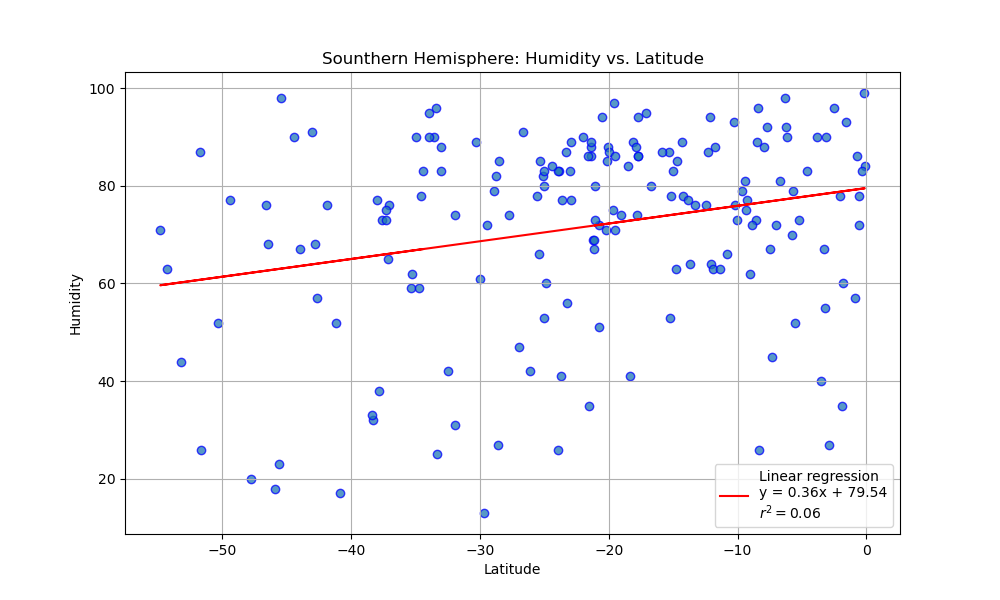 Sounthern Hemisphere: Humidity vs. Latitude
Humidity
100
80
60
40
20
−50 −40 −30 −20 −10 0
Latitude
Linear regression
y = 0.36x + 79.54
r² = 0.06